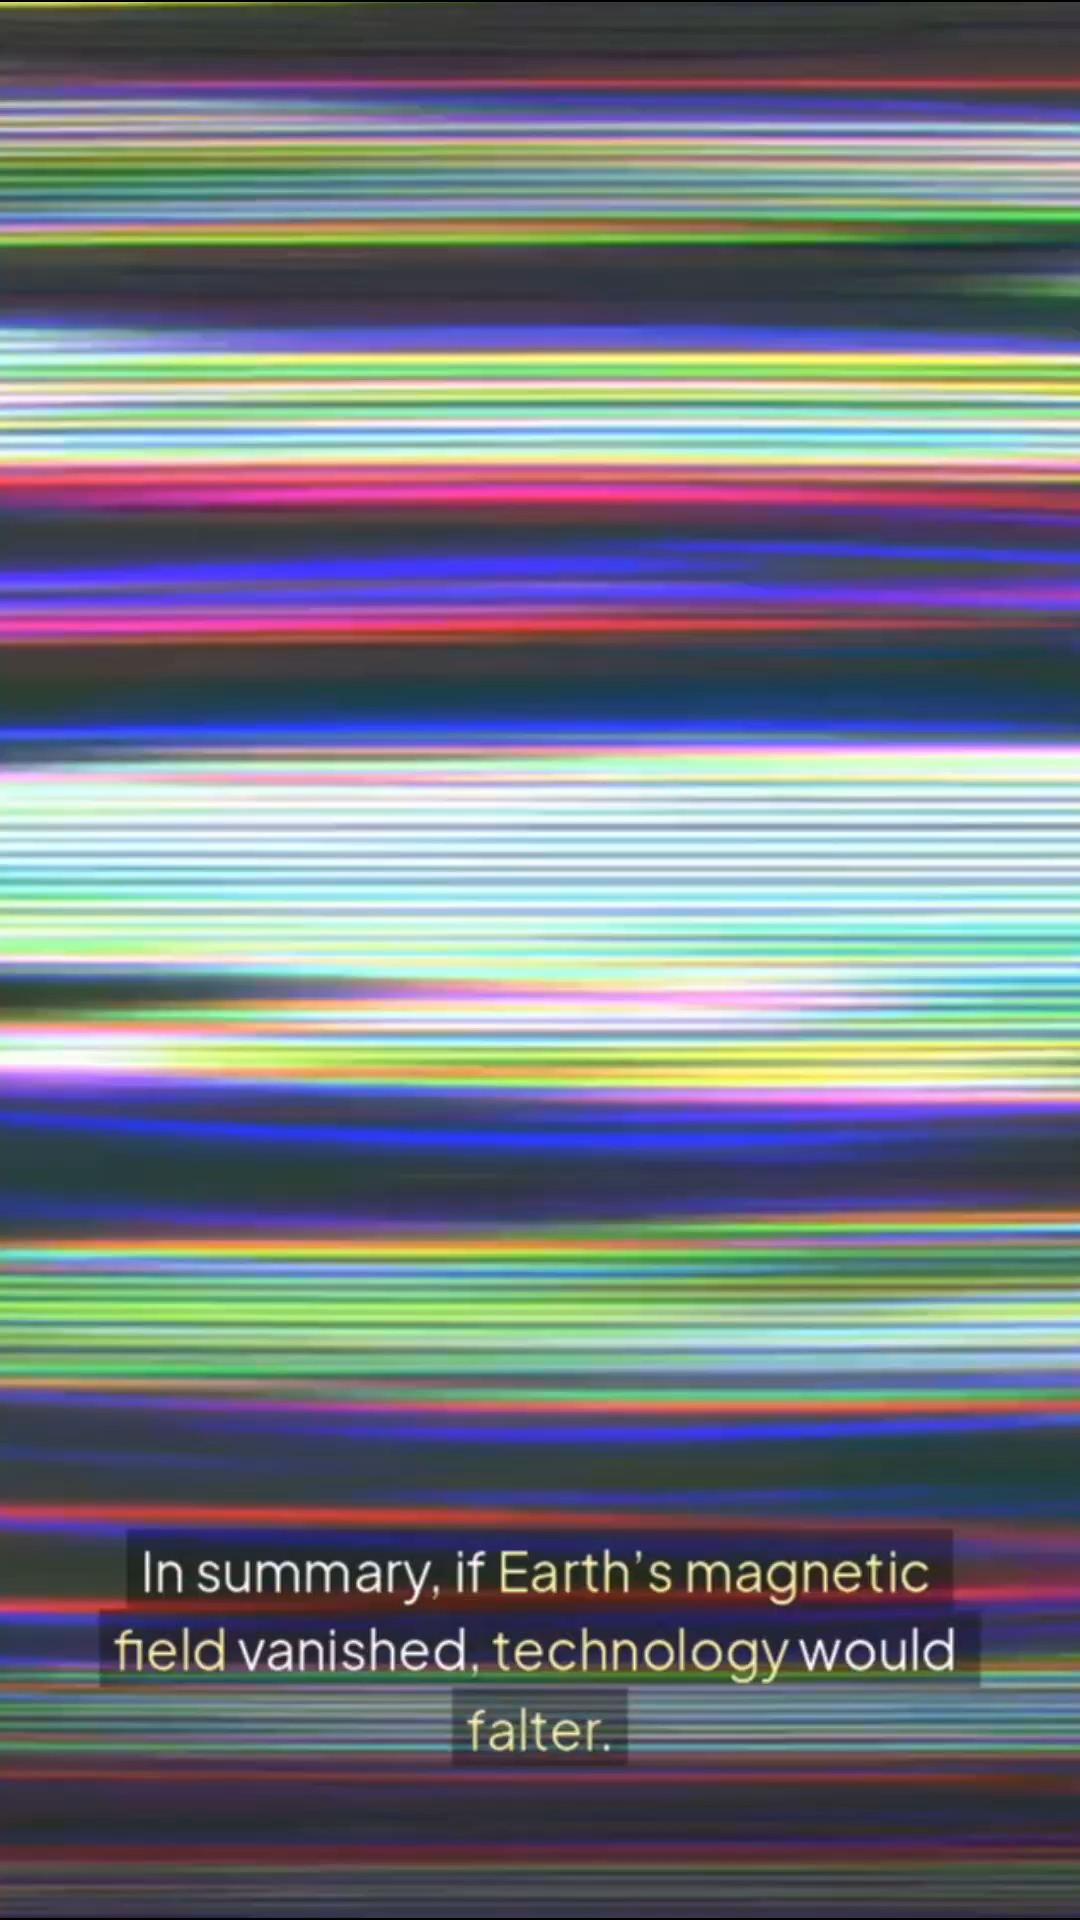 In summary, if Earth’s magnetic
field vanished, technology would
falter.